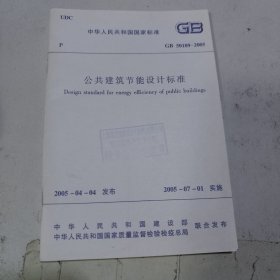 UDC
中华人民共和国国家标准
GB
P
GB 50189-2005
公共建筑节能设计标准
Design standard for energy efficiency of public buildings
2005-04-04 发布
2005-07-01 实施
中华人民共和国建设部
中华人民共和国国家质量监督检验检疫总局
联合发布